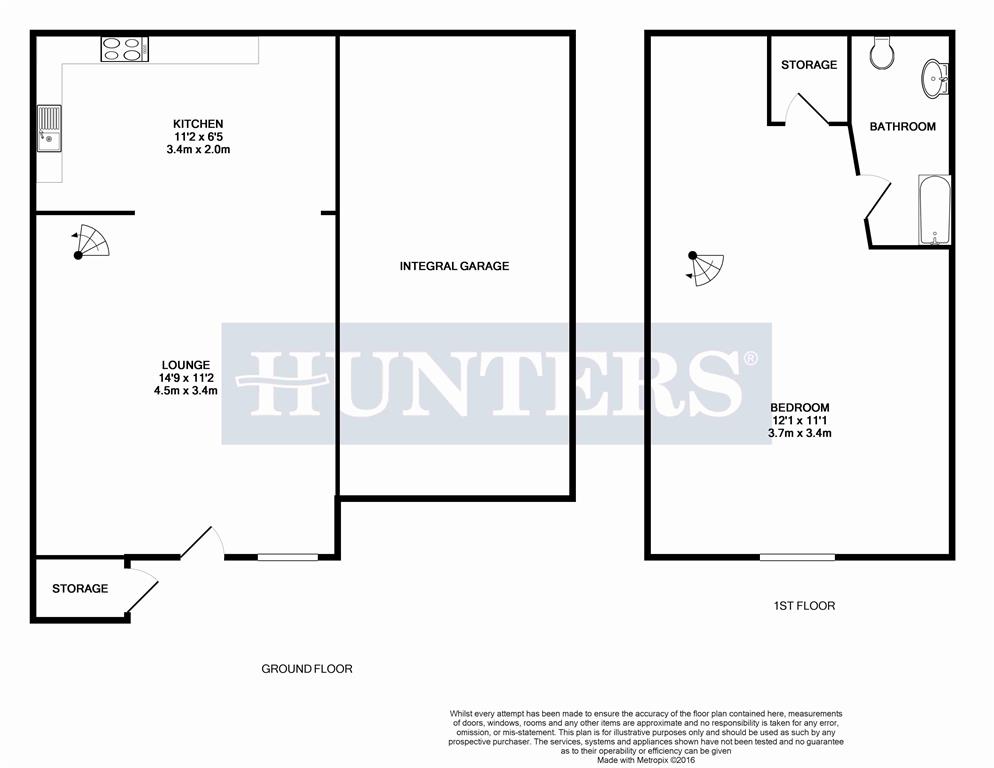 KITCHEN
11'2 x 6'5
3.4m x 2.0m
INTEGRAL GARAGE
LOUNGE
14'9 x 11'2
4.5m x 3.4m
STORAGE
GROUND FLOOR
STORAGE
BATHROOM
BEDROOM
12'1 x 11'1
3.7m x 3.4m
1ST FLOOR
HUNTERS®
Whilst every attempt has been made to ensure the accuracy of the floor plan contained here, measurements
of doors, windows, rooms and any other items are approximate and no responsibility is taken for any error,
omission, or mis-statement. This plan is for illustrative purposes only and should be used as such by any
prospective purchaser. The services, systems and appliances shown have not been tested and no guarantee
as to their operability or efficiency can be given
Made with Metropix ©2016